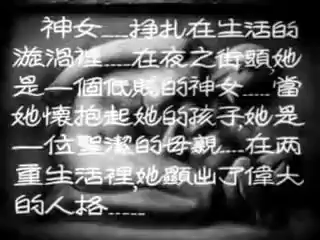 神女....掙扎在生活的
漩渦裡....在夜之街頭,她
是一個低賎的神女.....當
她懷抱起她的孩子,她是
一位聖潔的母親....在两
重生活裡,她顯出了偉大
的人格......